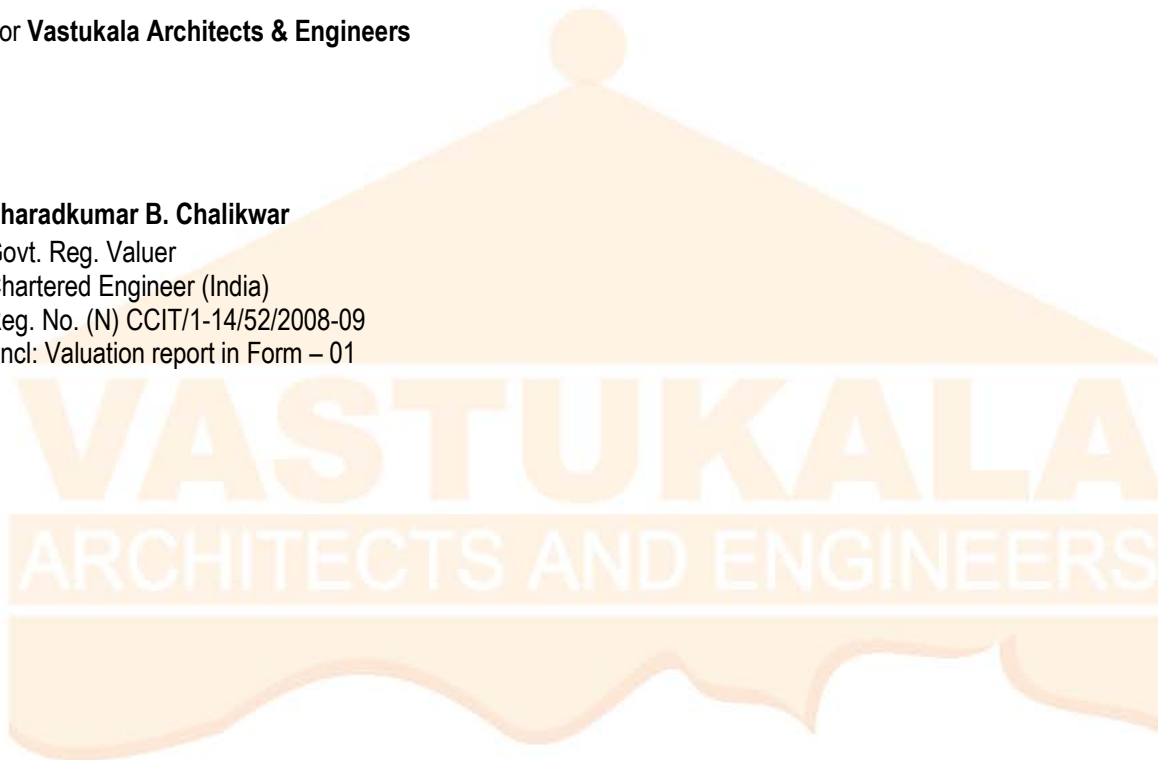 or Vastukala Architects & Engineers
haradkumar B. Chalikwar
ovt. Reg. Valuer
hartered Engineer (India)
eg. No. (N) CCIT/1-14/52/2008-09
ncl: Valuation report in Form – 01
VASTUKALA
ARCHITECTS AND ENGINEERS